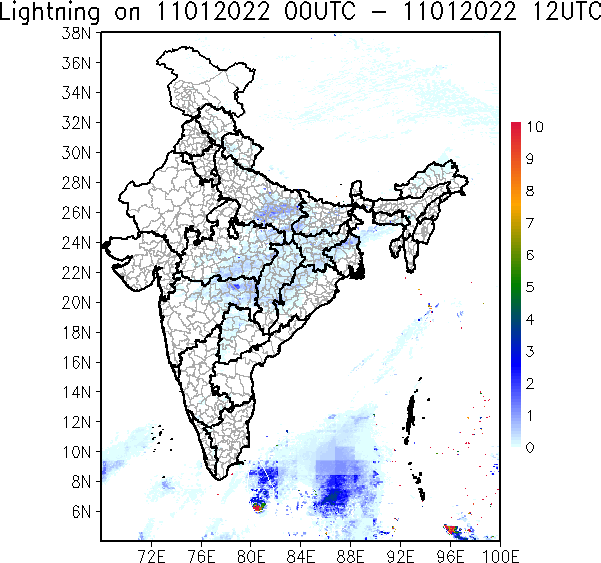 Lightning on 11012022 00UTC – 11012022 12UTC
38N
36N
34N
32N
30N
28N
26N
24N
22N
20N
18N
16N
14N
12N
10N
8N
6N
72E 76E 80E 84E 88E 92E 96E 100E
10
9
8
7
6
5
4
3
2
1
0